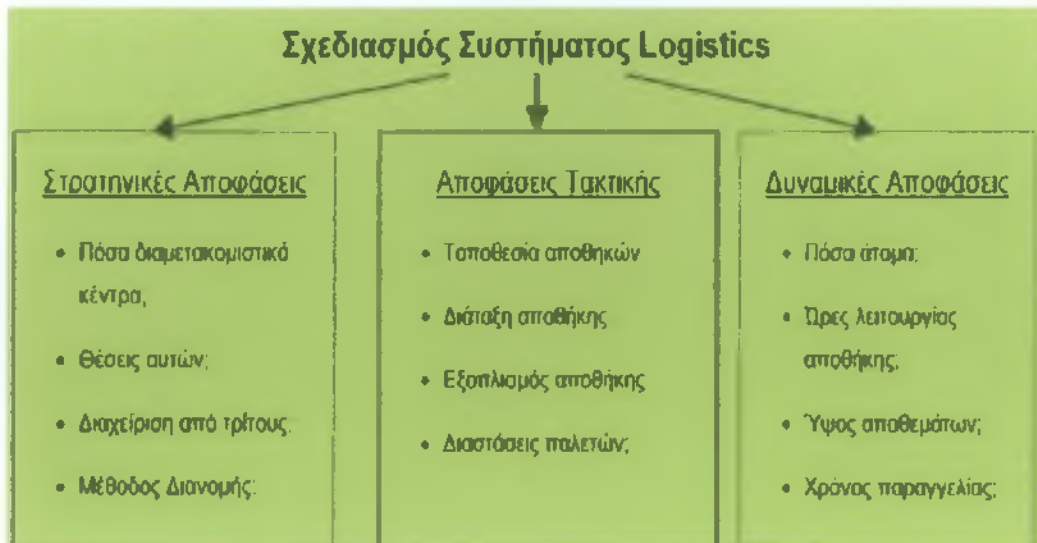 Σχεδιασμός Συστήματος Logistics
Στρατηγικές Αποφάσεις
• Πόσα διαμετακομιστικά
κέντρα;
• Θέσεις αυτών;
• Διαχείριση από τρίτους;
• Μέθοδος Διανομής;
Αποφάσεις Τακτικής
• Τοποθεσία αποθηκών
• Διάταξη αποθήκης
• Εξοπλισμός αποθήκης
• Διαστάσεις παλετών;
Δυναμικές Αποφάσεις
• Πόσα άτομα;
• Ώρες λειτουργίας
αποθήκης;
• Ύψος αποθεμάτων;
• Χρόνος παραγγελίας;